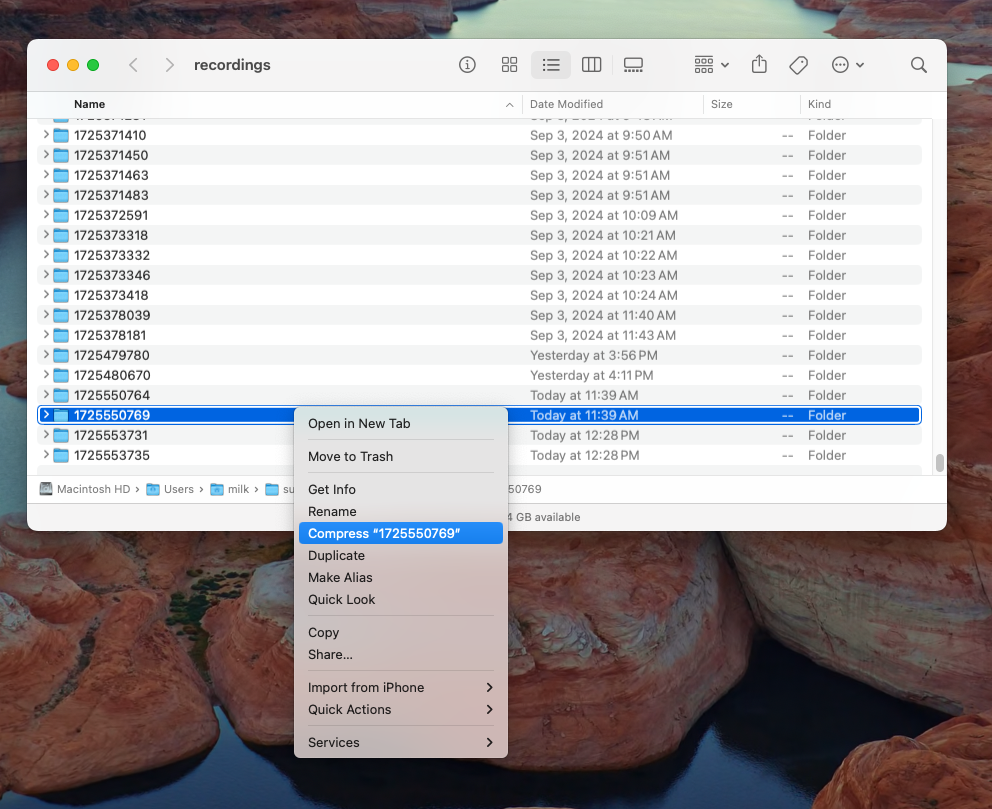 recordings
Name Date Modified Size Kind
1725371410 Sep 3, 2024 at 9:50 AM -- Folder
1725371450 Sep 3, 2024 at 9:51 AM -- Folder
1725371463 Sep 3, 2024 at 9:51 AM -- Folder
1725371483 Sep 3, 2024 at 9:51 AM -- Folder
1725372591 Sep 3, 2024 at 10:09 AM -- Folder
1725373318 Sep 3, 2024 at 10:21 AM -- Folder
1725373332 Sep 3, 2024 at 10:22 AM -- Folder
1725373346 Sep 3, 2024 at 10:23 AM -- Folder
1725373418 Sep 3, 2024 at 10:24 AM -- Folder
1725378039 Sep 3, 2024 at 11:40 AM -- Folder
1725378181 Sep 3, 2024 at 11:43 AM -- Folder
1725479780 Yesterday at 3:56 PM -- Folder
1725480670 Yesterday at 4:11 PM -- Folder
1725550764 Today at 11:39 AM -- Folder
1725550769 Today at 11:39 AM -- Folder
1725553731 Today at 12:28 PM -- Folder
1725553735 Today at 12:28 PM -- Folder
Macintosh HD › Users › milk › su 50769
GB available
Open in New Tab
Move to Trash
Get Info
Rename
Compress “1725550769”
Duplicate
Make Alias
Quick Look
Copy
Share...
Import from iPhone
Quick Actions
Services